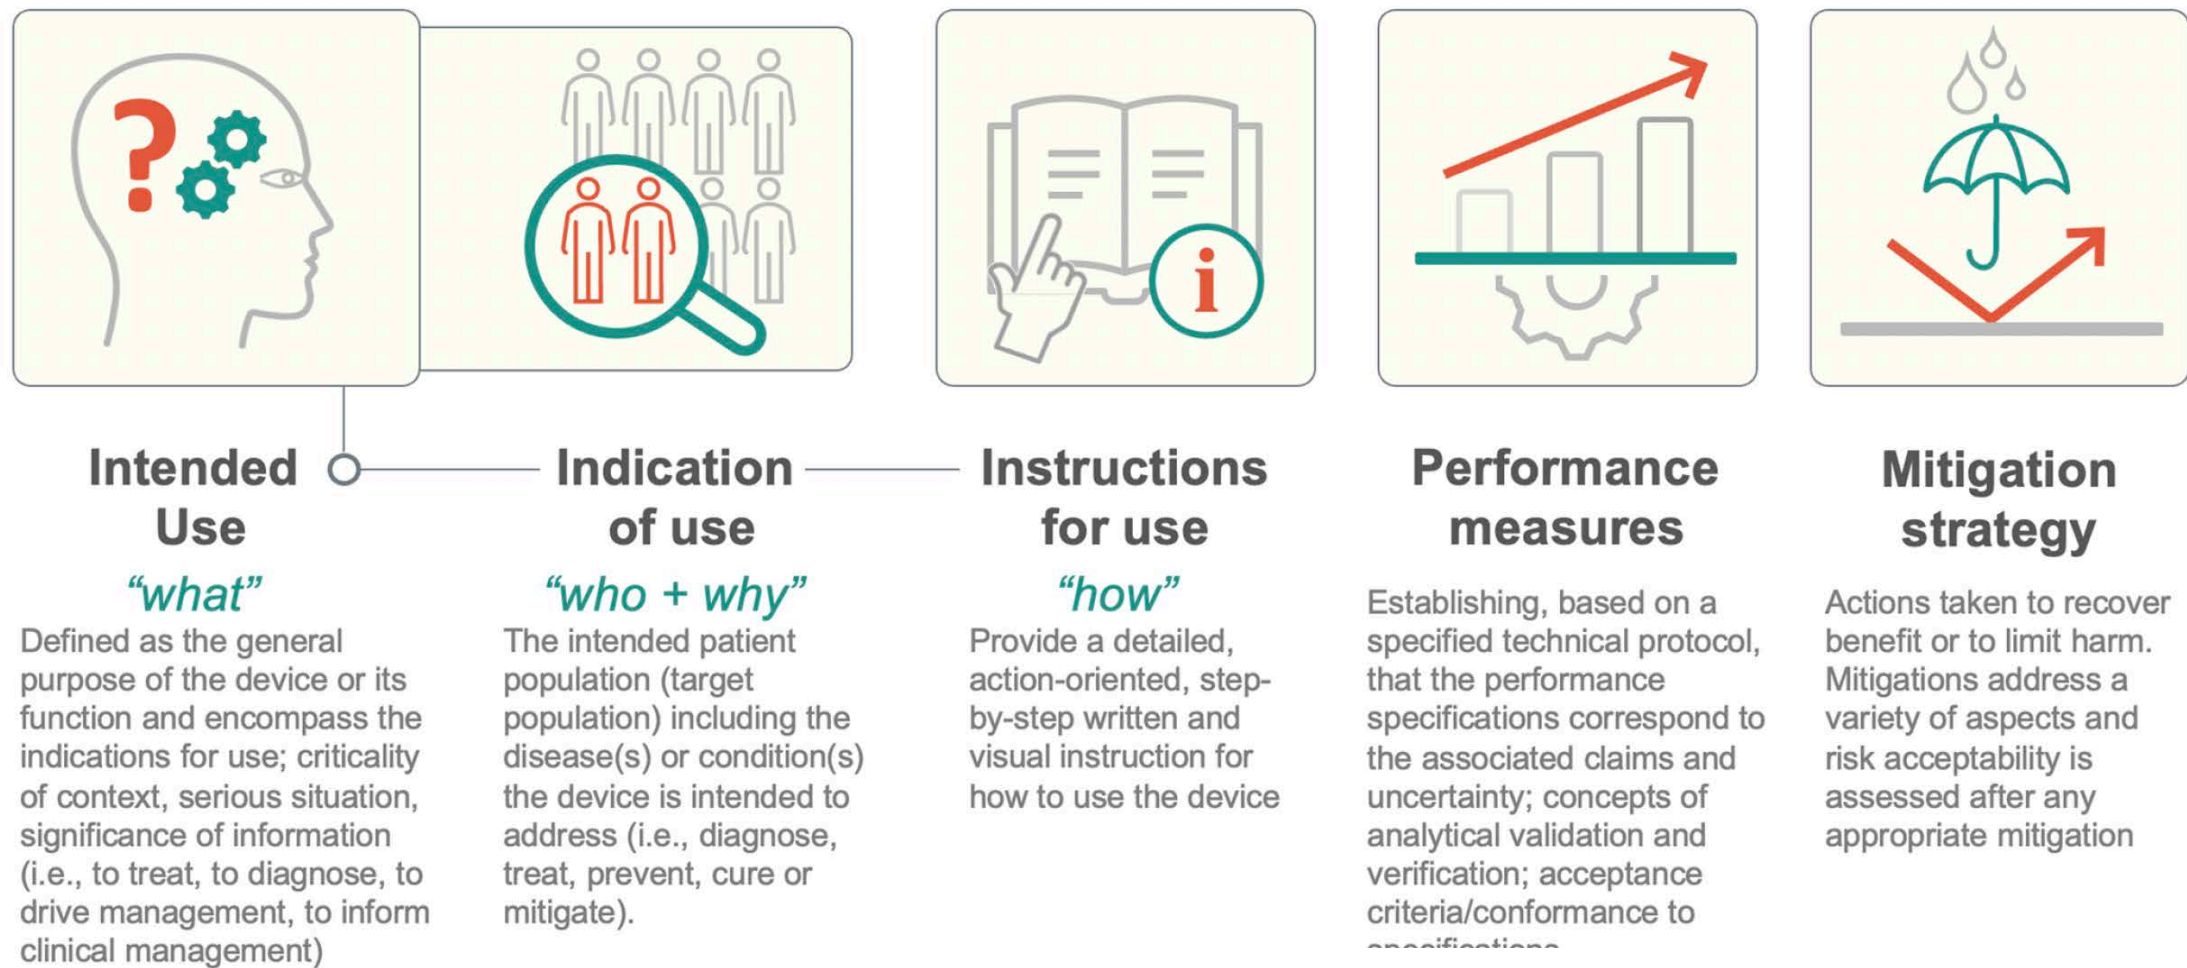 Intended
Use
“what”
Defined as the general
purpose of the device or its
function and encompass the
indications for use; criticality
of context, serious situation,
significance of information
(i.e., to treat, to diagnose, to
drive management, to inform
clinical management)
Indication
of use
“who + why”
The intended patient
population (target
population) including the
disease(s) or condition(s)
the device is intended to
address (i.e., diagnose,
treat, prevent, cure or
mitigate).
Instructions
for use
“how”
Provide a detailed,
action-oriented, step-
by-step written and
visual instruction for
how to use the device
Performance
measures
Establishing, based on a
specified technical protocol,
that the performance
specifications correspond to
the associated claims and
uncertainty; concepts of
analytical validation and
verification; acceptance
criteria/conformance to
Mitigation
strategy
Actions taken to recover
benefit or to limit harm.
Mitigations address a
variety of aspects and
risk acceptability is
assessed after any
appropriate mitigation